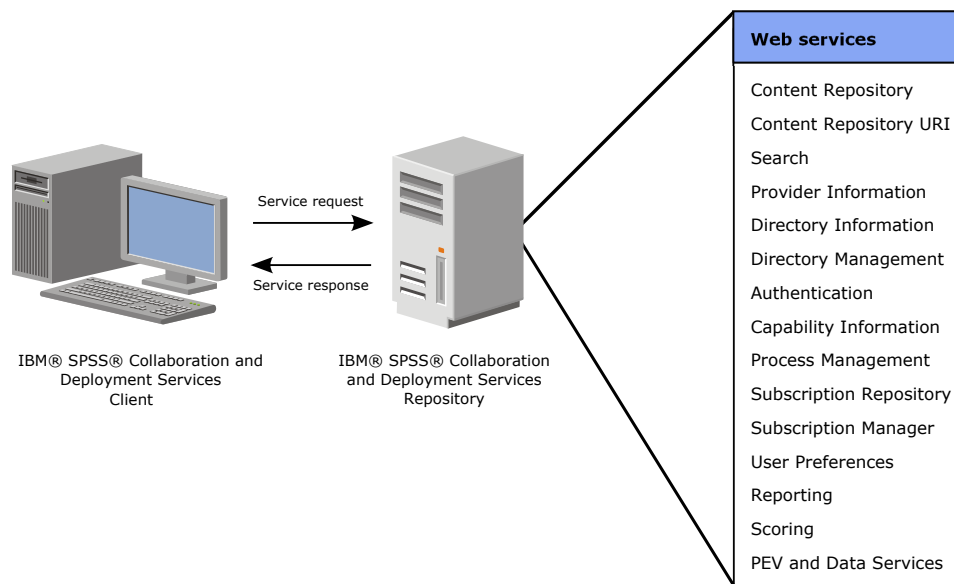 Service request
Service response
IBM® SPSS® Collaboration and
Deployment Services
Client
IBM® SPSS® Collaboration
and Deployment Services
Repository
Web services
Content Repository
Content Repository URI
Search
Provider Information
Directory Information
Directory Management
Authentication
Capability Information
Process Management
Subscription Repository
Subscription Manager
User Preferences
Reporting
Scoring
PEV and Data Services